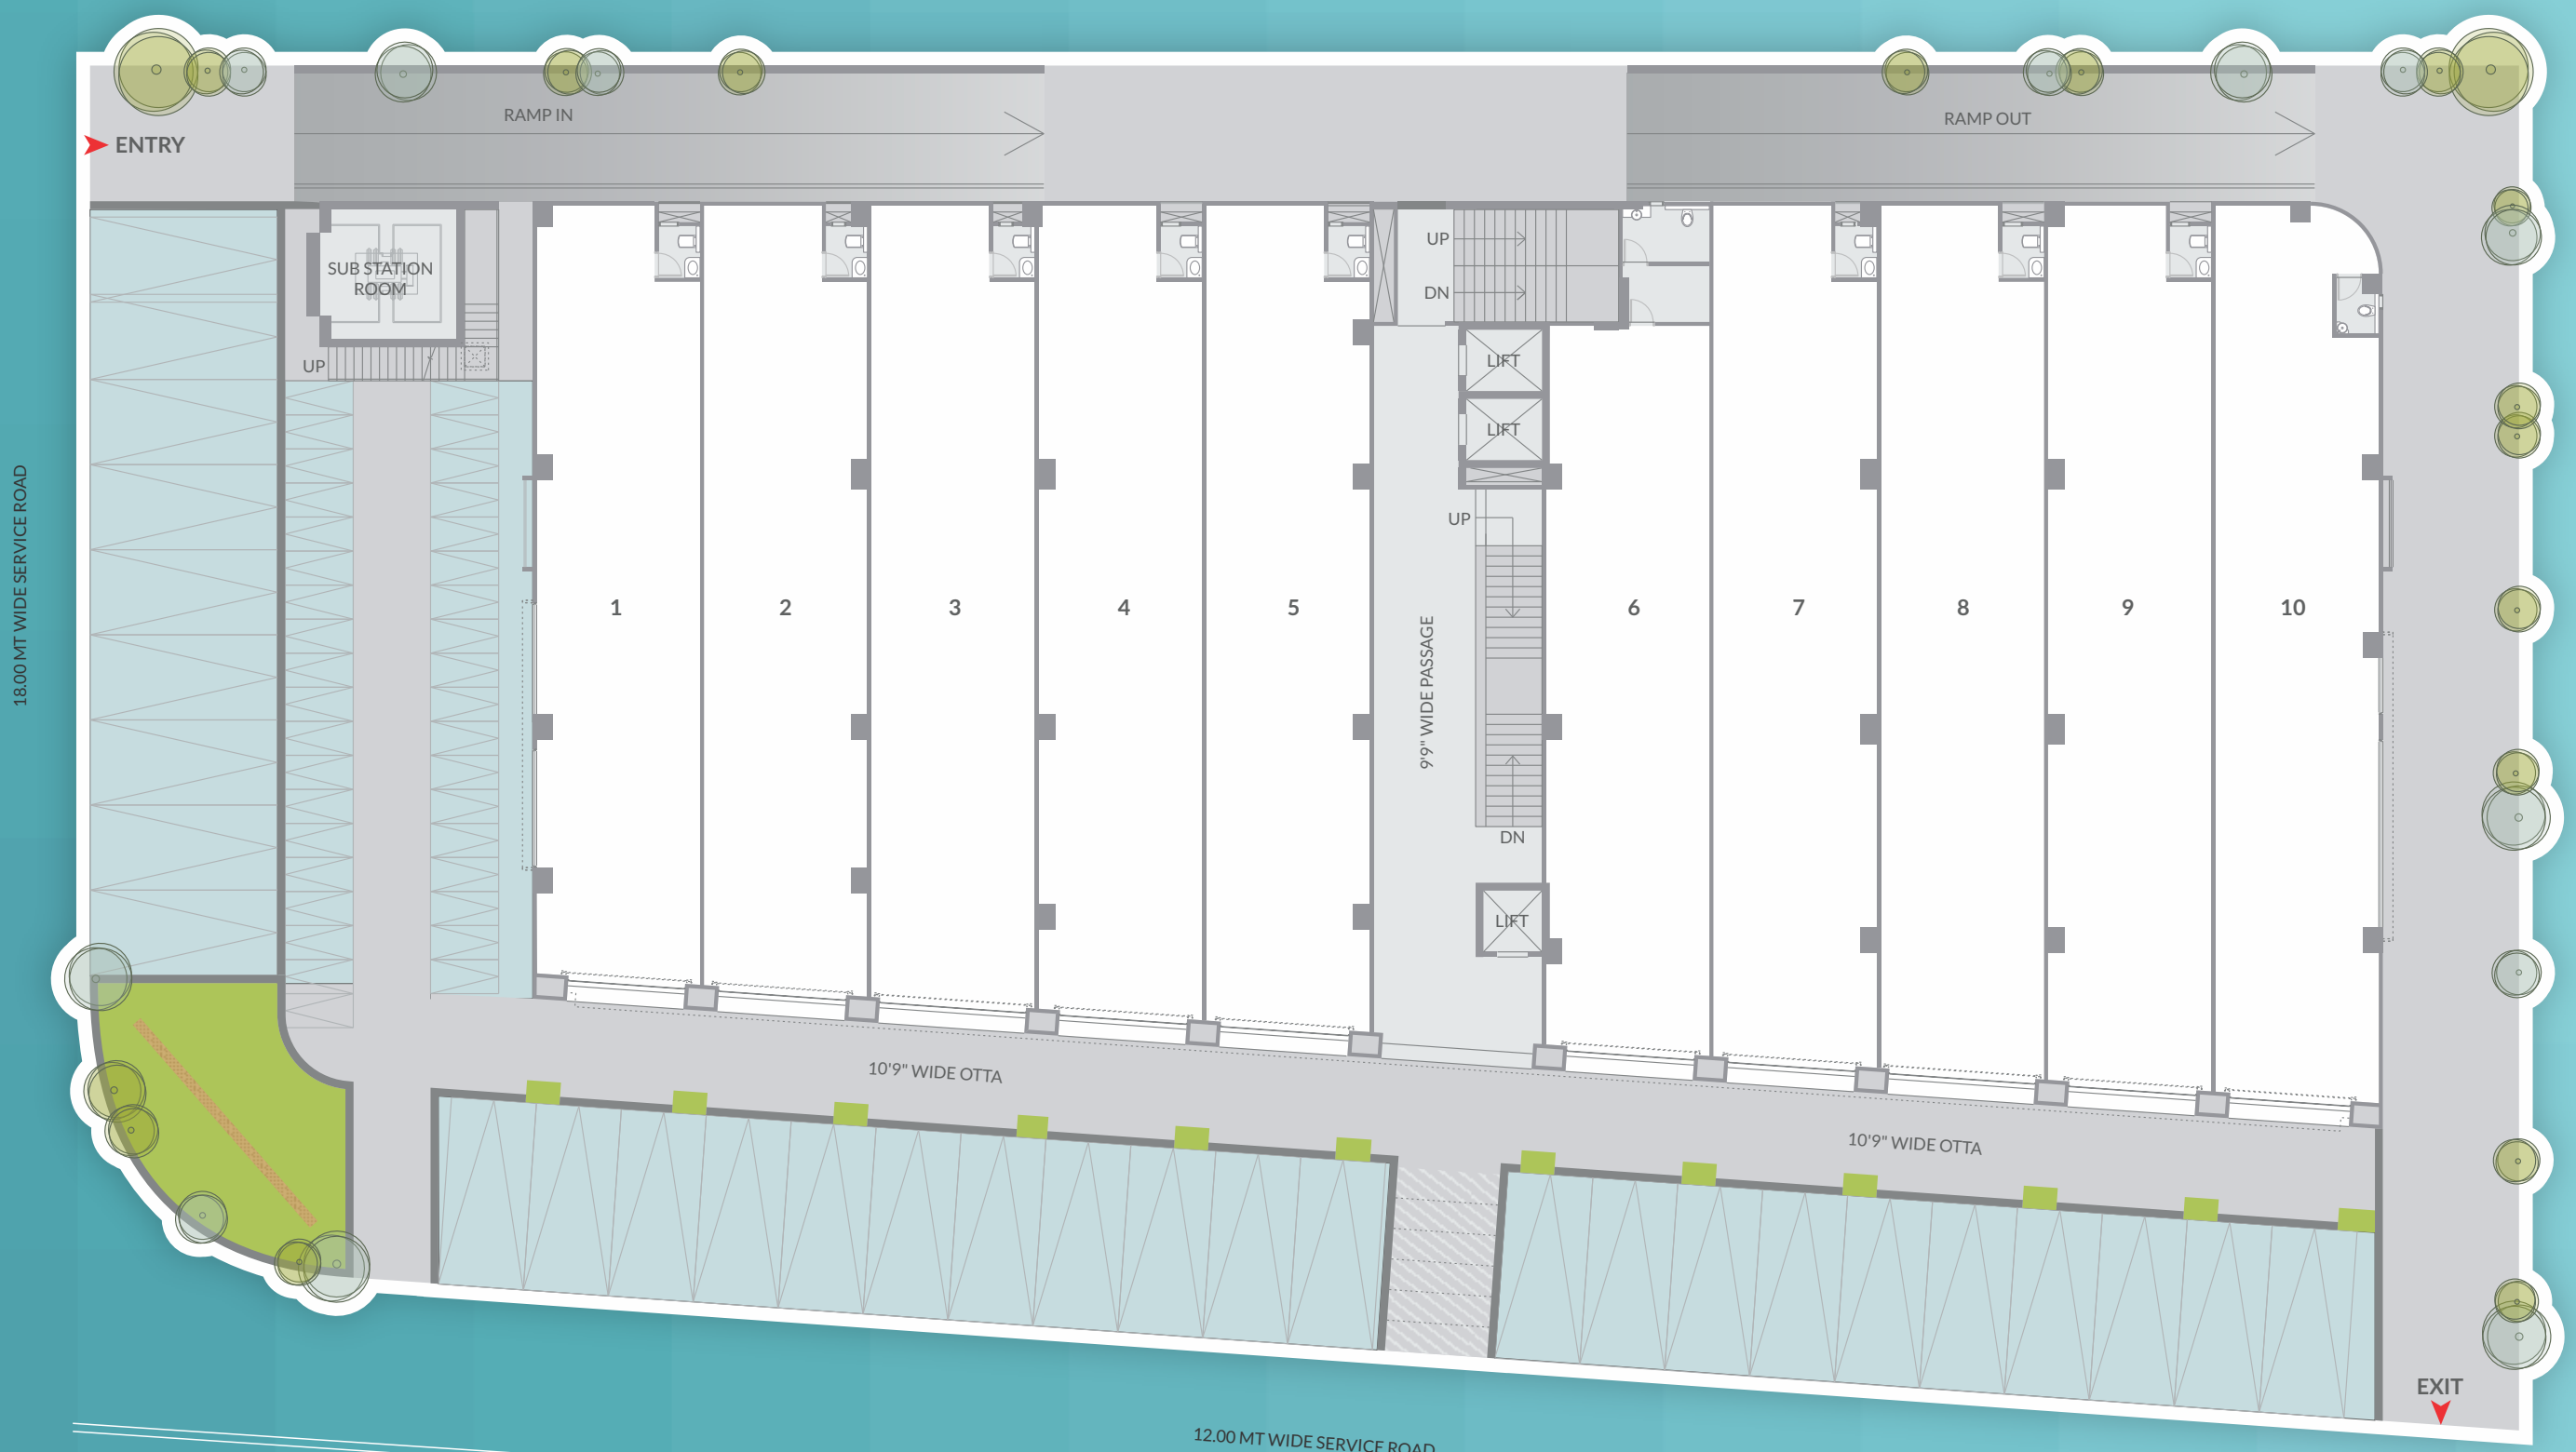 RAMP IN
RAMP OUT
ENTRY
UP
DN
SUB STATION
ROOM
UP
LIFT
LIFT
UP
18.00 MT WIDE SERVICE ROAD
1
2
3
4
5
6
7
8
9
10
9'9" WIDE PASSAGE
DN
LIFT
10'9" WIDE OTTA
10'9" WIDE OTTA
EXIT
12.00 MT WIDE SERVICE ROAD